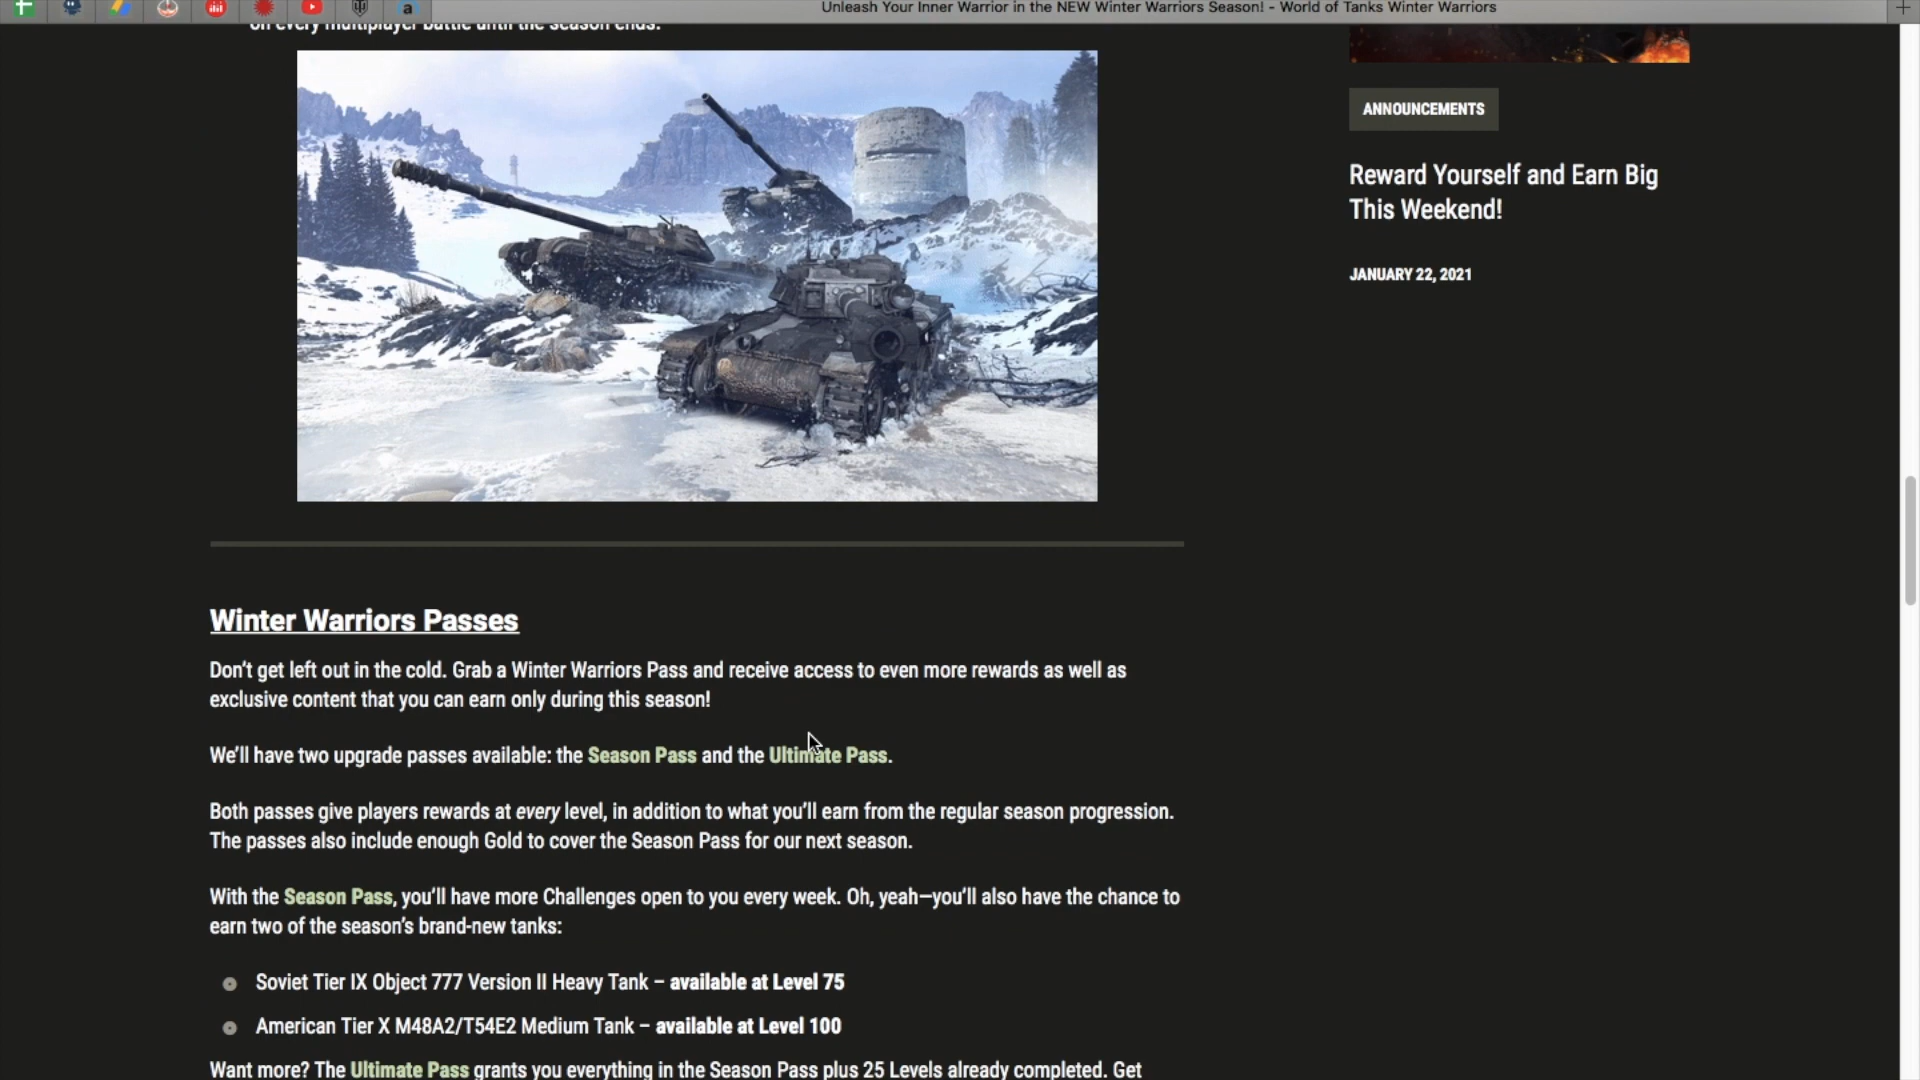 Unleash Your Inner Warrior in the NEW Winter Warriors Season! - World of Tanks Winter Warriors
on every multiplayer battle until the season ends.
ANNOUNCEMENTS
Reward Yourself and Earn Big
This Weekend!
JANUARY 22, 2021
Winter Warriors Passes
Don’t get left out in the cold. Grab a Winter Warriors Pass and receive access to even more rewards as well as
exclusive content that you can earn only during this season!
We’ll have two upgrade passes available: the Season Pass and the Ultimate Pass.
Both passes give players rewards at every level, in addition to what you’ll earn from the regular season progression.
The passes also include enough Gold to cover the Season Pass for our next season.
With the Season Pass, you’ll have more Challenges open to you every week. Oh, yeah—you’ll also have the chance to
earn two of the season’s brand-new tanks:
Soviet Tier IX Object 777 Version II Heavy Tank – available at Level 75
American Tier X M48A2/T54E2 Medium Tank – available at Level 100
Want more? The Ultimate Pass grants you everything in the Season Pass plus 25 Levels already completed. Get